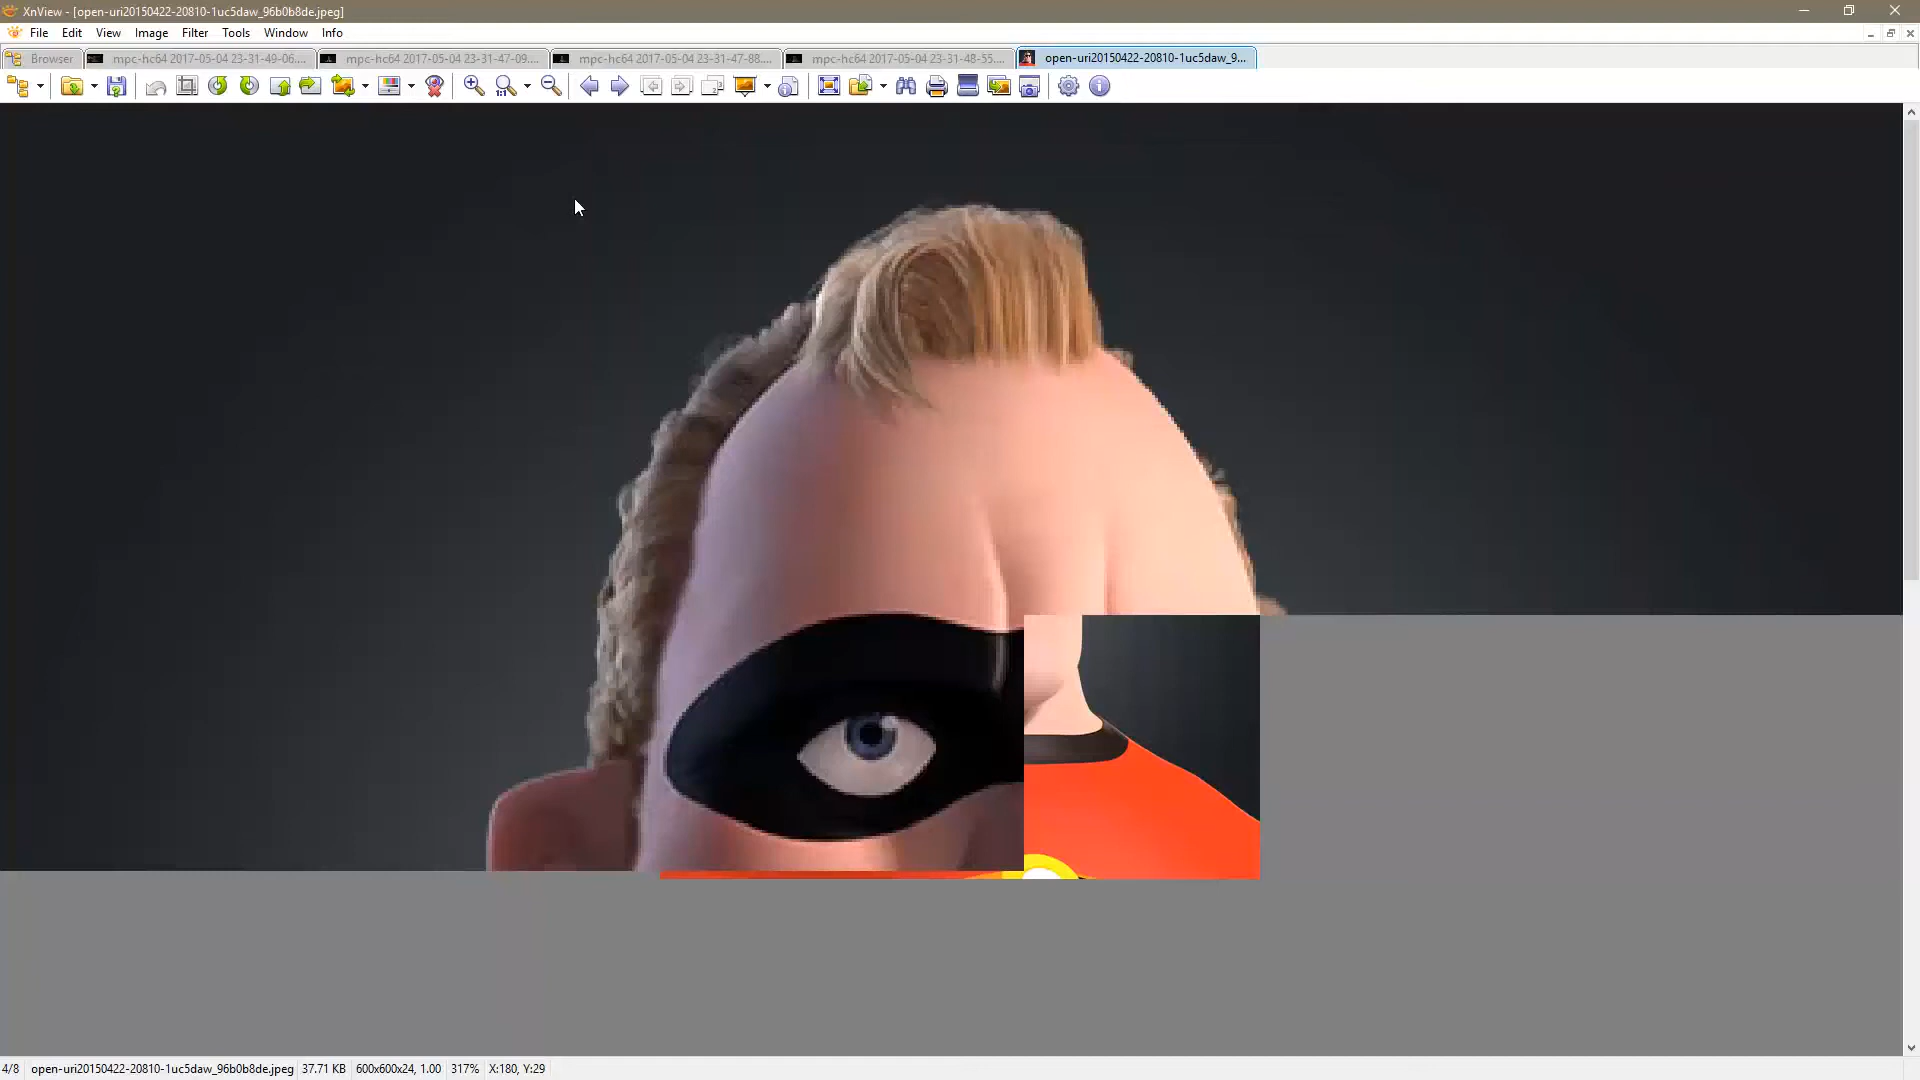 XnView - [open-uri20150422-20810-1uc5daw_96b0b8de.jpeg]
File Edit View Image Filter Tools Window Info
Browser mpc-hc64 2017-05-04 23-31-49-06.... mpc-hc64 2017-05-04 23-31-47-09.... mpc-hc64 2017-05-04 23-31-47-88.... mpc-hc64 2017-05-04 23-31-48-55.... open-uri20150422-20810-1uc5daw_9...
1:1
4/8 open-uri20150422-20810-1uc5daw_96b0b8de.jpeg 37.71 KB 600x600x24, 1.00 317% X:180, Y:29